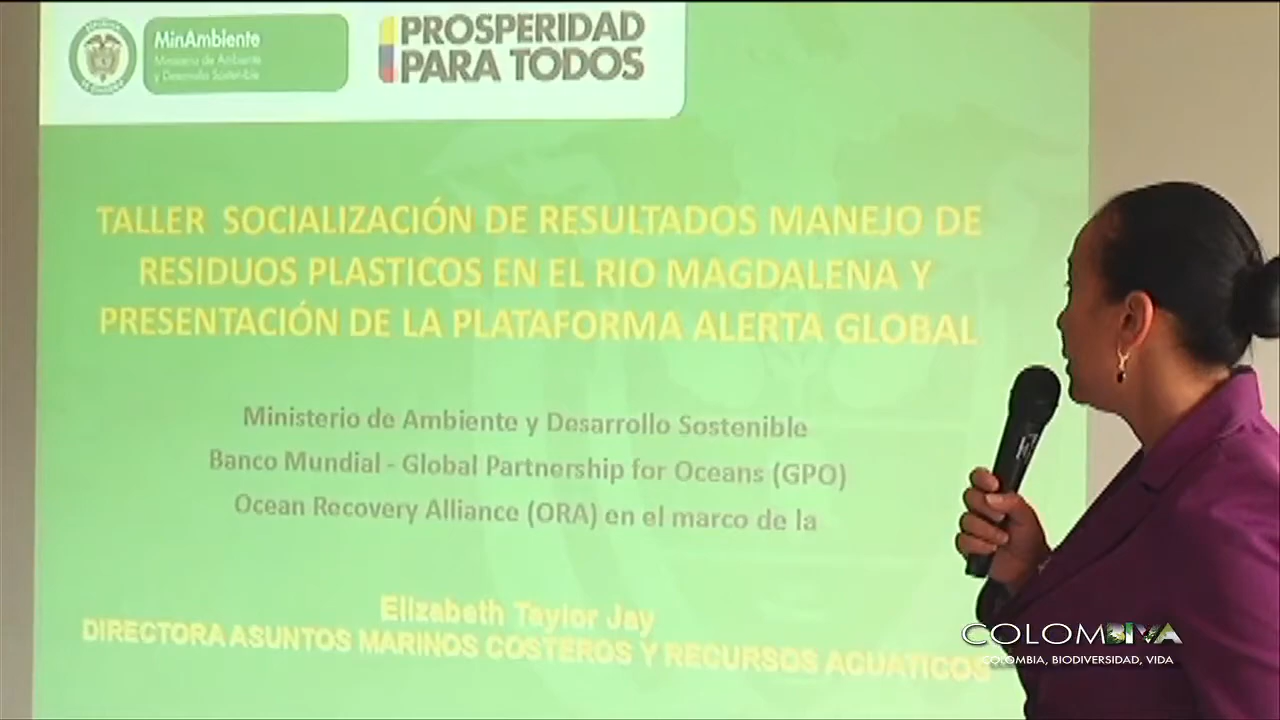 MinAmbiente
Ministerio de Ambiente
y Desarrollo Sostenible
PROSPERIDAD
PARA TODOS
TALLER SOCIALIZACIÓN DE RESULTADOS MANEJO DE
RESIDUOS PLASTICOS EN EL RIO MAGDALENA Y
PRESENTACIÓN DE LA PLATAFORMA ALERTA GLOBAL
Ministerio de Ambiente y Desarrollo Sostenible
Banco Mundial - Global Partnership for Oceans (GPO)
Ocean Recovery Alliance (ORA) en el marco de la
Elizabeth Taylor Jay
DIRECTORA ASUNTOS MARINOS COSTEROS Y RECURSOS ACUATICOS
COLOMBIVA
COLOMBIA, BIODIVERSIDAD, VIDA